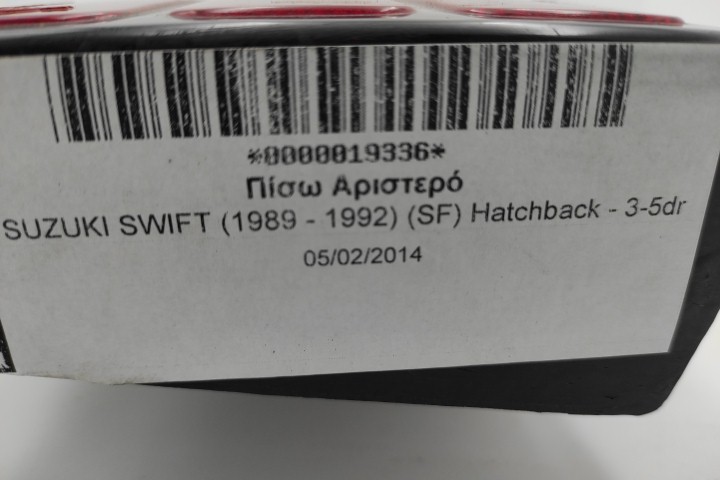 *0000019336*
Πίσω Αριστερό
SUZUKI SWIFT (1989 - 1992) (SF) Hatchback - 3-5dr
05/02/2014